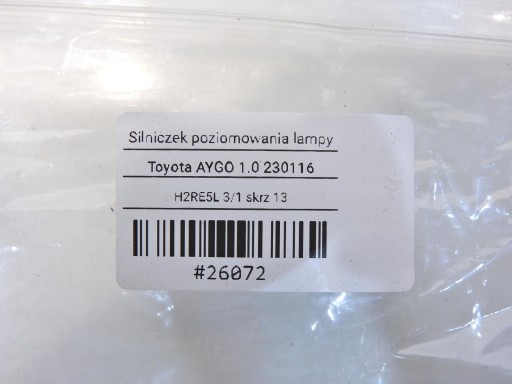 Silniczek poziomowania lampy
Toyota AYGO 1.0 230116
H2RE5L 3/1 skrz 13
#26072